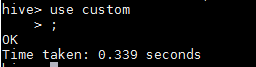 hive> use custom
    > ;
OK
Time taken: 0.339 seconds